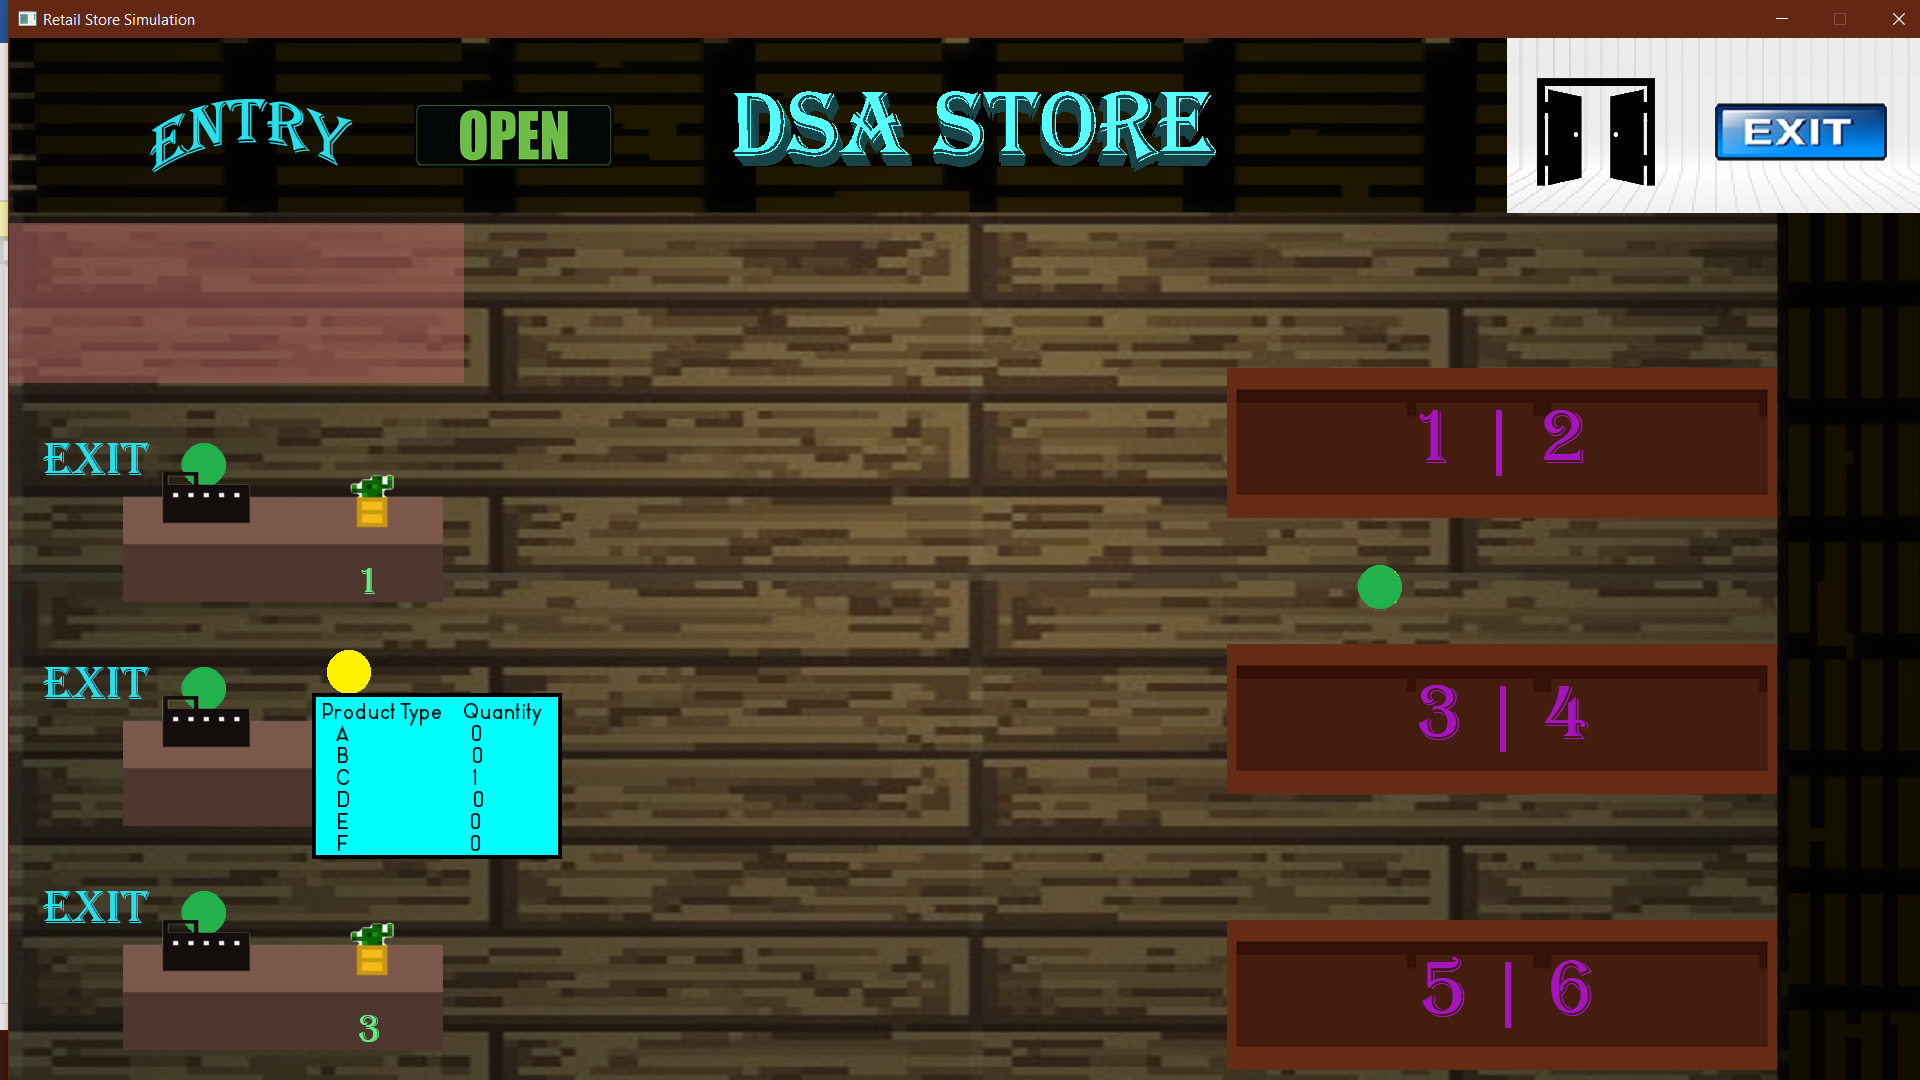 Retail Store Simulation
ENTRY
OPEN
DSA STORE
EXIT
1 | 2
EXIT
1
3 | 4
EXIT
Product Type Quantity
A 0
B 0
C 1
D 0
E 0
F 0
EXIT
5 | 6
3